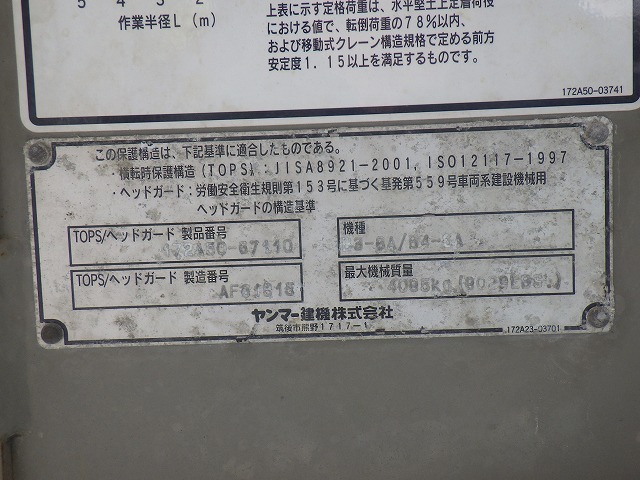 5 4 3 2
作業半径L（m）
上表に示す定格荷重は、水平堅土上定着荷役
における値で、転倒荷重の78%以内、
および移動式クレーン構造規格で定める前方
安定度1.15以上を満足するものです。
172A50-03741
この保護構造は、下記基準に適合したものである。
・横転時保護構造（TOPS）：JISA8921-2001，ISO12117-1997
・ヘッドガード：労働安全衛生規則第153号に基づく基発第559号車両系建設機械用
ヘッドガードの構造基準
TOPS/ヘッドガード 製品番号
機種
TOPS/ヘッドガード 製造番号
最大機械質量
ヤンマー建機株式会社
筑後市熊野1717-1
172A23-03701